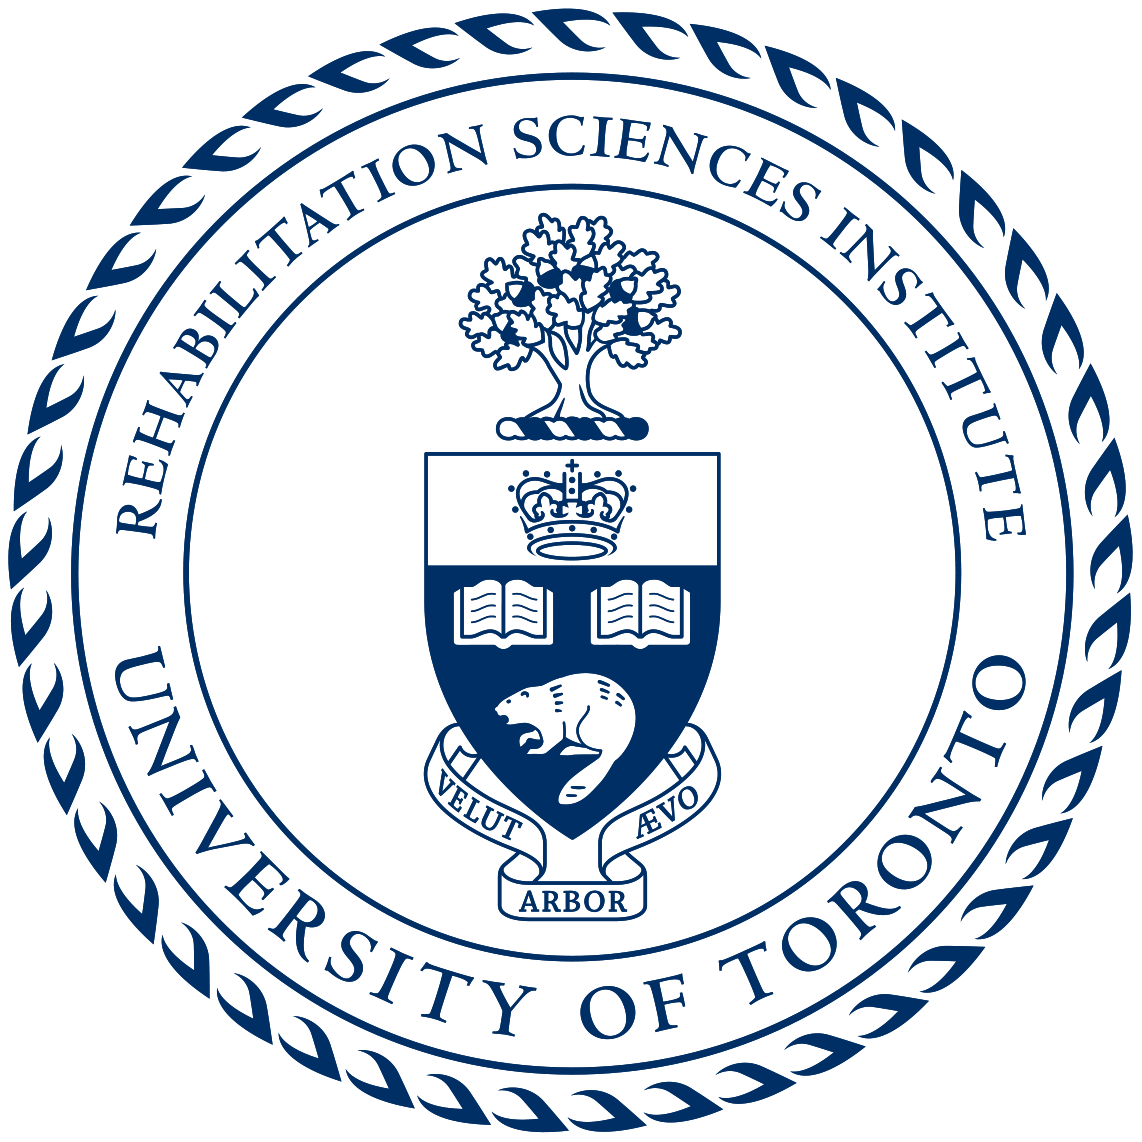 REHABILITATION SCIENCES INSTITUTE
VELUT
ARBOR
ÆVO
UNIVERSITY OF TORONTO